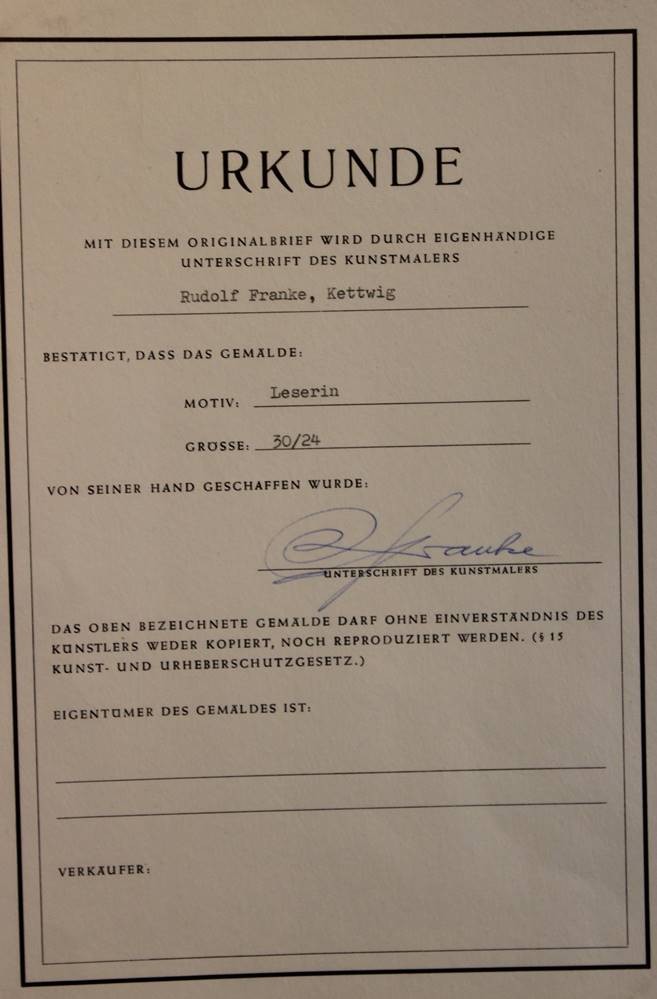 URKUNDE
MIT DIESEM ORIGINALBRIEF WIRD DURCH EIGENHÄNDIGE
UNTERSCHRIFT DES KUNSTMALERS
Rudolf Franke, Kettwig
BESTÄTIGT, DASS DAS GEMÄLDE:
MOTIV: Leserin
GRÖSSE: 30/24
VON SEINER HAND GESCHAFFEN WURDE:
R Franke
UNTERSCHRIFT DES KUNSTMALERS
DAS OBEN BEZEICHNETE GEMÄLDE DARF OHNE EINVERSTÄNDNIS DES
KÜNSTLERS WEDER KOPIERT, NOCH REPRODUZIERT WERDEN. (§ 15
KUNST- UND URHEBERSCHUTZGESETZ.)
EIGENTÜMER DES GEMÄLDES IST:
VERKÄUFER: